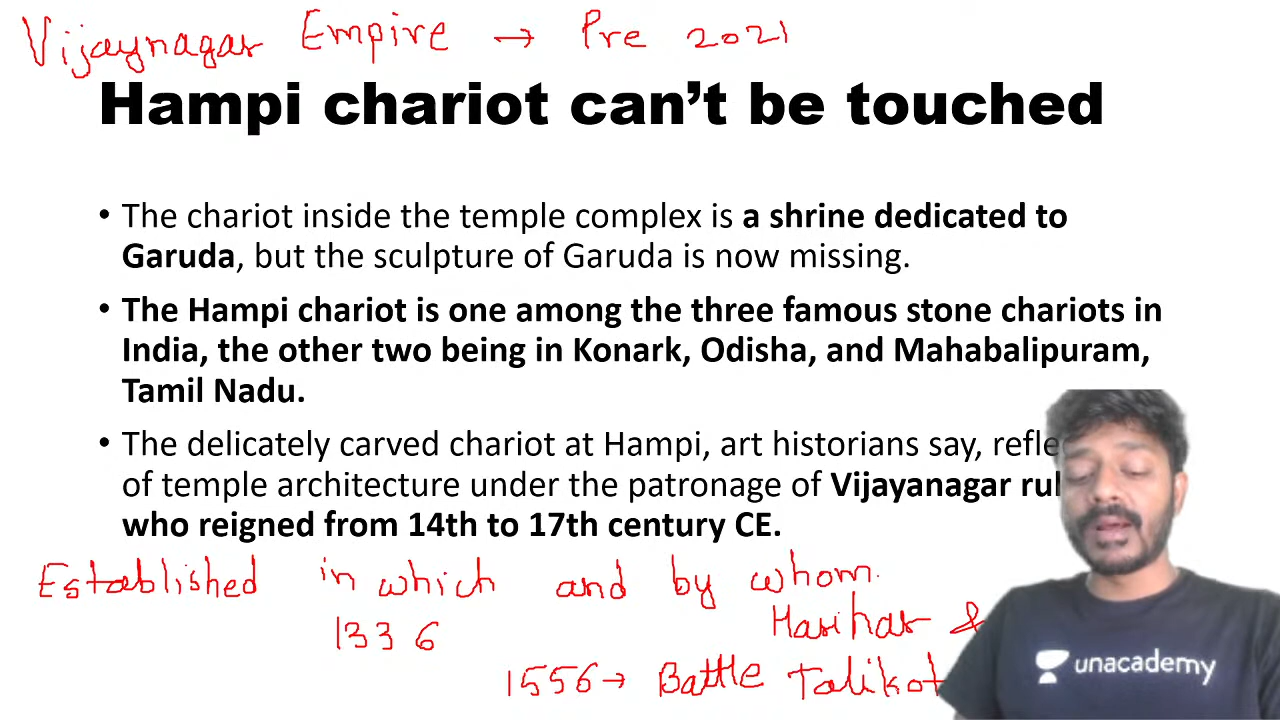 Vijaynagar Empire → Pre 2021
Hampi chariot can't be touched
• The chariot inside the temple complex is a shrine dedicated to
Garuda, but the sculpture of Garuda is now missing.
• The Hampi chariot is one among the three famous stone chariots in
India, the other two being in Konark, Odisha, and Mahabalipuram,
Tamil Nadu.
• The delicately carved chariot at Hampi, art historians say,
of temple architecture under the patronage of Vijayanagar
who reigned from 14th to 17th century CE.
Established in which and by whom.
1336
Harihar &
1556 → Battle Talikot
unacademy